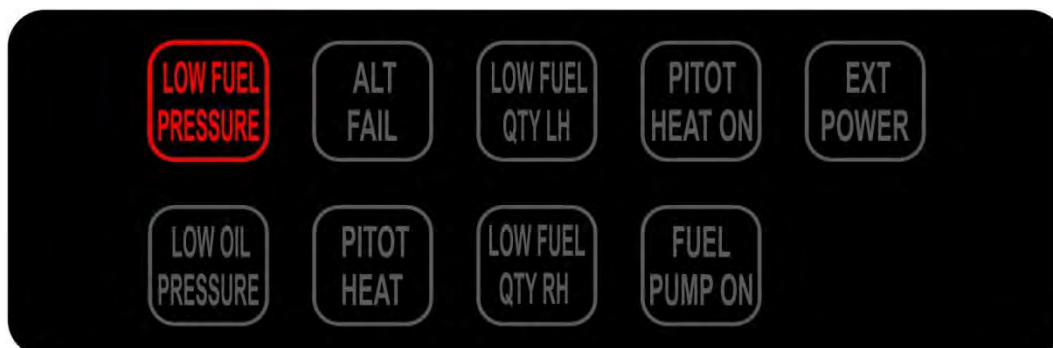 LOW FUEL
PRESSURE
ALT
FAIL
LOW FUEL
QTY LH
PITOT
HEAT ON
EXT
POWER
LOW OIL
PRESSURE
PITOT
HEAT
LOW FUEL
QTY RH
FUEL
PUMP ON